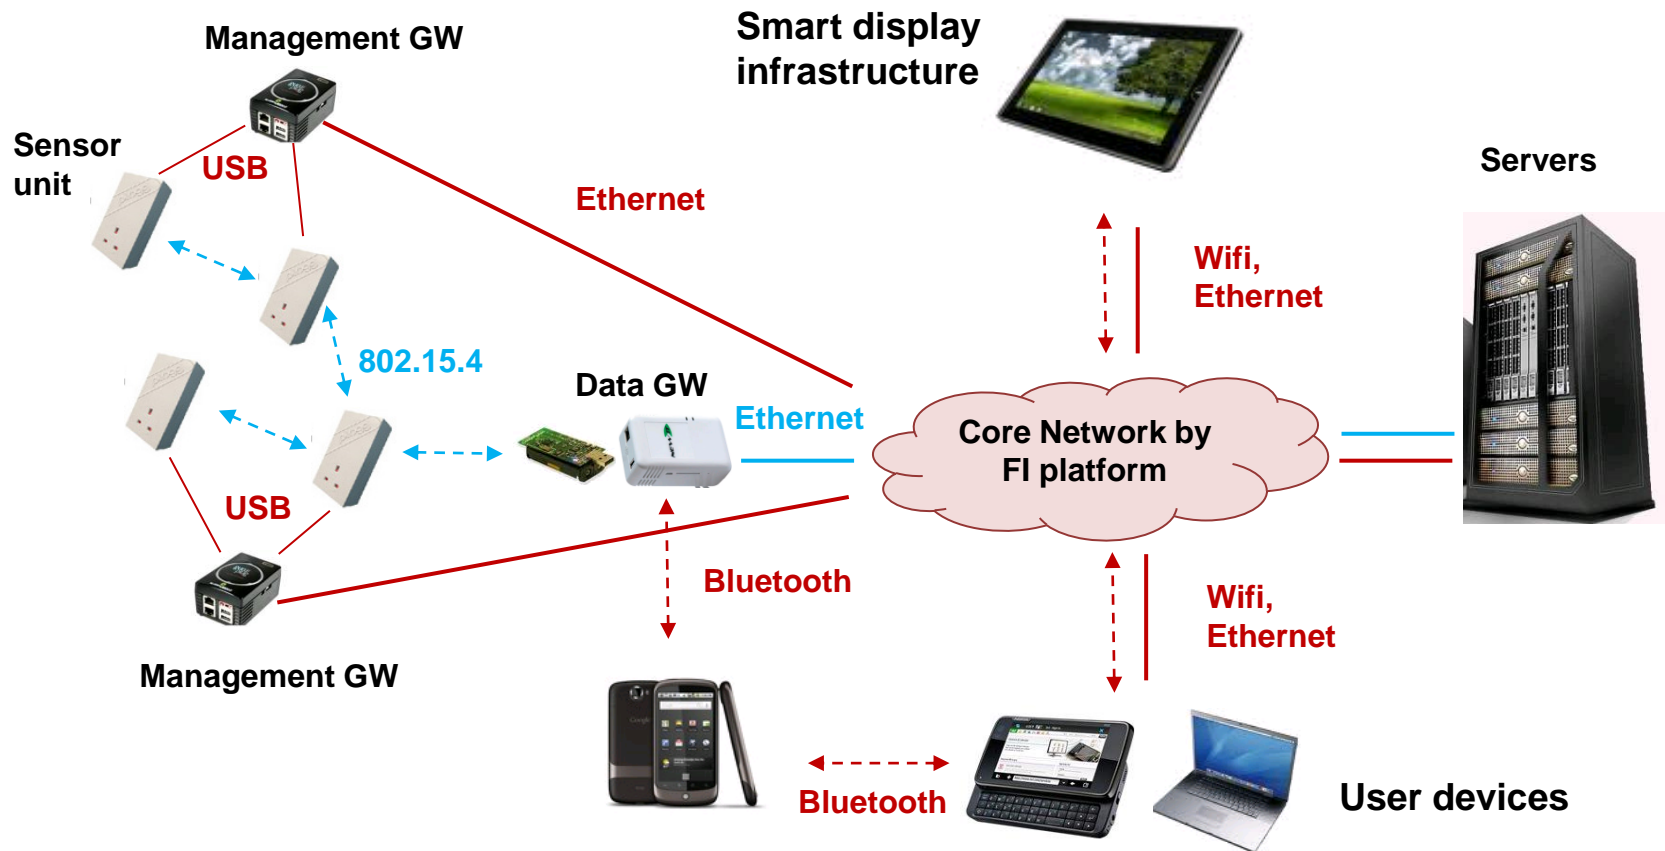 Management GW
Smart display
infrastructure
Sensor
unit
USB
Ethernet
Servers
Wifi,
Ethernet
802.15.4
Data GW
Ethernet
Core Network by
FI platform
USB
Bluetooth
Wifi,
Ethernet
Management GW
Google
Bluetooth
User devices